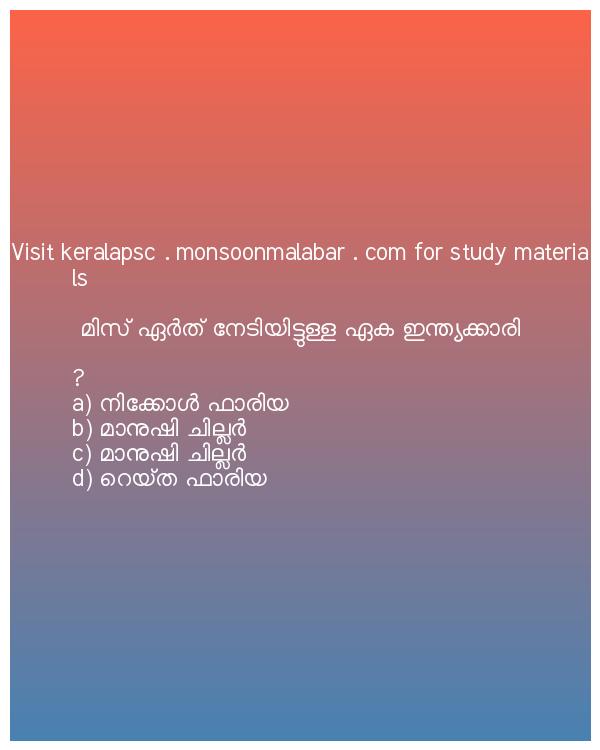 Visit keralapsc . monsoonmalabar . com for study materia
ls
മിസ് ഏർത് നേടിയിട്ടുള്ള ഏക ഇന്ത്യക്കാരി
?
a) നിക്കോൾ ഫാരിയ
b) മാനുഷി ചില്ലർ
c) മാനുഷി ചില്ലർ
d) റെയ്ത ഫാരിയ